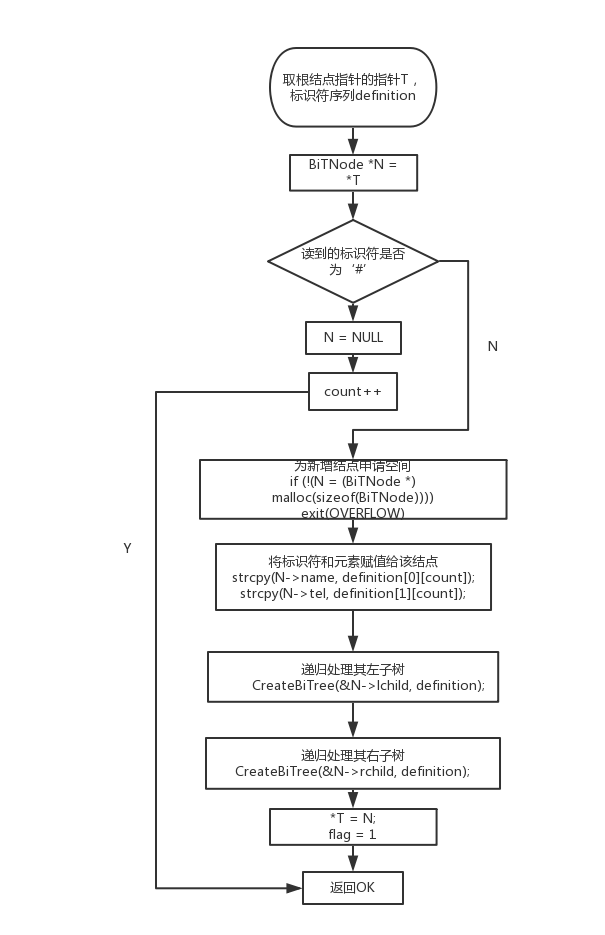 取根结点指针的指针T，
标识符序列definition
BiTNode *N =
*T
读到的标识符是否
为 ‘#’
N = NULL
N
count++
为新增结点申请空间
if (!(N = (BiTNode *)
malloc(sizeof(BiTNode))))
exit(OVERFLOW)
Y
将标识符和元素赋值给该结点
strcpy(N->name, definition[0][count]);
strcpy(N->tel, definition[1][count]);
递归处理其左子树
CreateBiTree(&N->lchild, definition);
递归处理其右子树
CreateBiTree(&N->rchild, definition);
*T = N;
flag = 1
返回OK